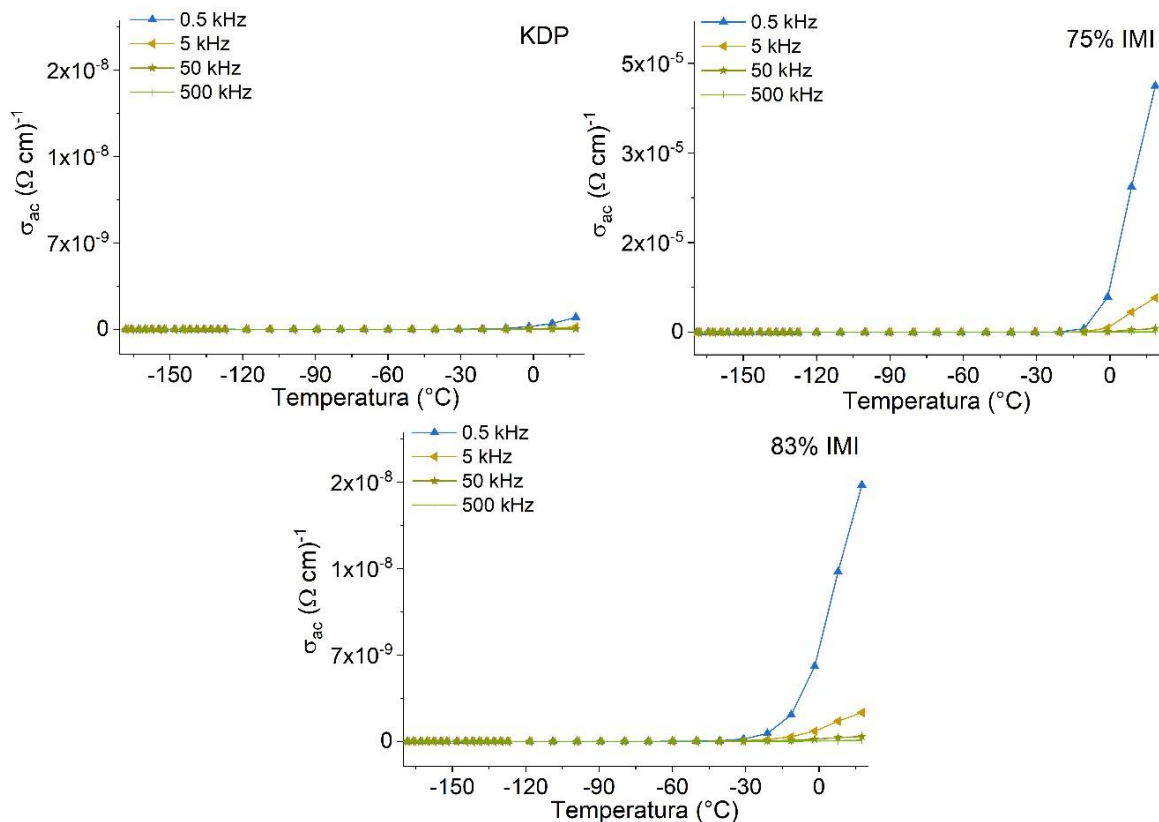 KDP
0.5 kHz
5 kHz
50 kHz
500 kHz
σac (Ω cm)-1
2x10-8
1x10-8
7x10-9
0
-150 -120 -90 -60 -30 0
Temperatura (°C)
75% IMI
0.5 kHz
5 kHz
50 kHz
500 kHz
σac (Ω cm)-1
5x10-5
3x10-5
2x10-5
0
-150 -120 -90 -60 -30 0
Temperatura (°C)
83% IMI
0.5 kHz
5 kHz
50 kHz
500 kHz
σac (Ω cm)-1
2x10-8
1x10-8
7x10-9
0
-150 -120 -90 -60 -30 0
Temperatura (°C)